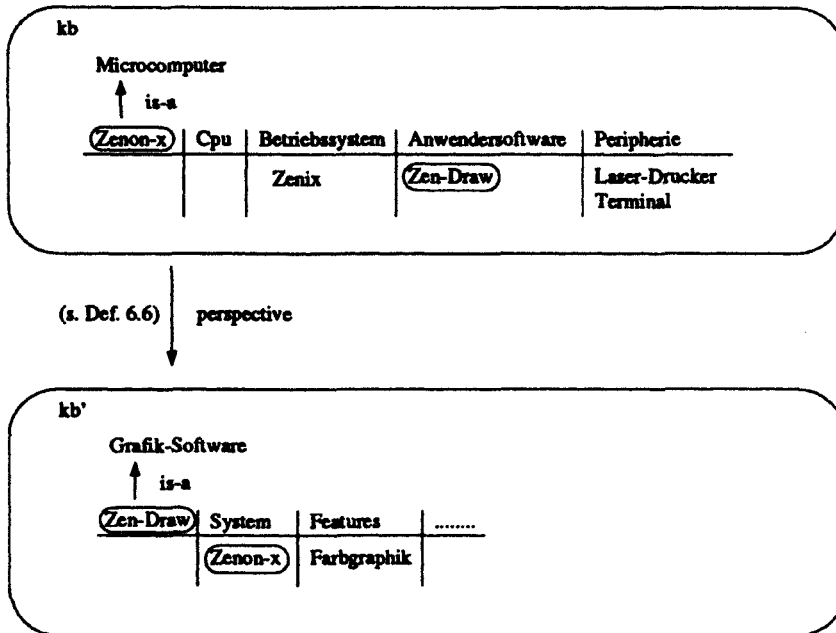 kb
Microcomputer
is-a
Zenon-x Cpu Betriebssystem Anwendersoftware Peripherie
Zenix Zen-Draw Laser-Drucker
Terminal
(s. Def. 6.6) perspective
kb'
Grafik-Software
is-a
Zen-Draw System Features ........
Zenon-x Farbgraphik